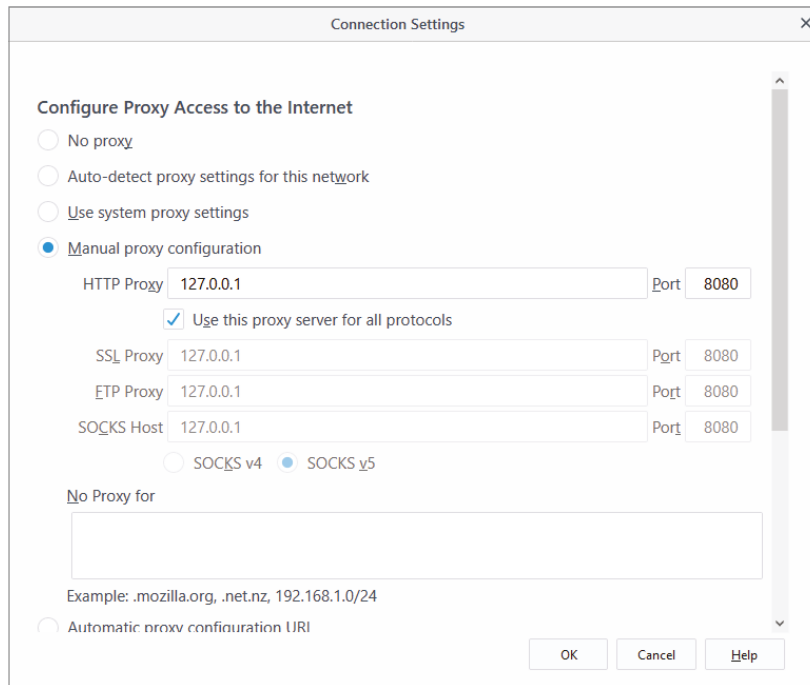 Connection Settings
Configure Proxy Access to the Internet
No proxy
Auto-detect proxy settings for this network
Use system proxy settings
Manual proxy configuration
HTTP Proxy 127.0.0.1 Port 8080
Use this proxy server for all protocols
SSL Proxy 127.0.0.1 Port 8080
FTP Proxy 127.0.0.1 Port 8080
SOCKS Host 127.0.0.1 Port 8080
SOCKS v4 SOCKS v5
No Proxy for
Example: .mozilla.org, .net.nz, 192.168.1.0/24
Automatic proxy configuration URL
OK Cancel Help